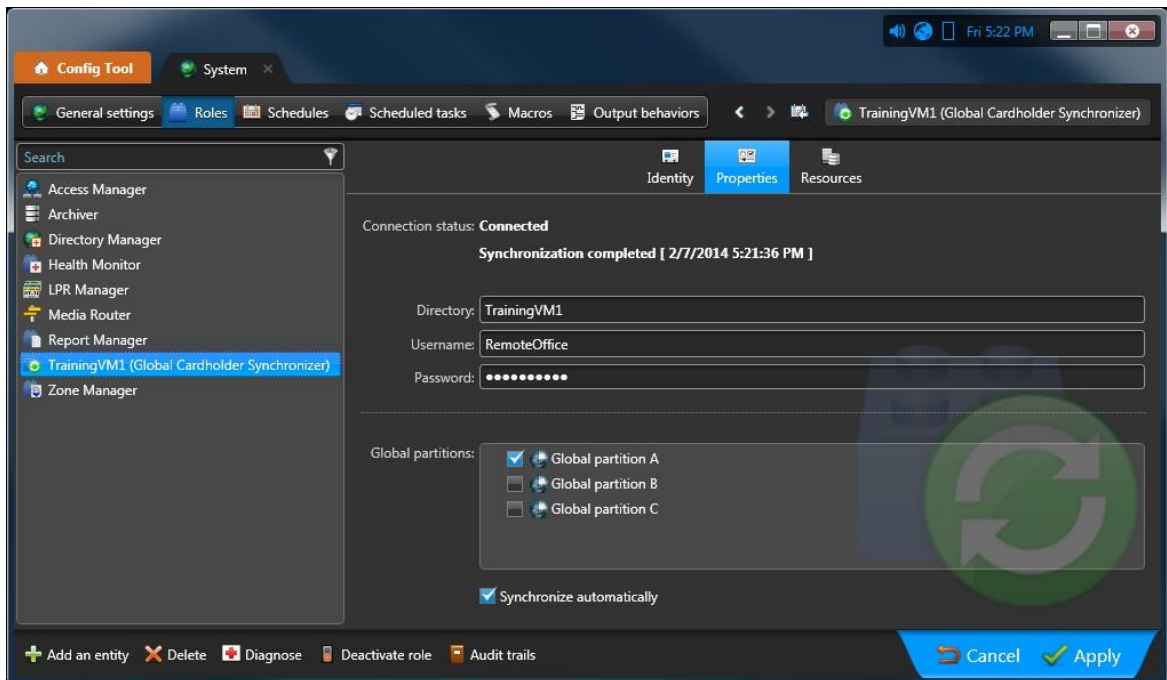 Fri 5:22 PM
Config Tool
System
General settings
Roles
Schedules
Scheduled tasks
Macros
Output behaviors
TrainingVM1 (Global Cardholder Synchronizer)
Search
Access Manager
Archiver
Directory Manager
Health Monitor
LPR Manager
Media Router
Report Manager
TrainingVM1 (Global Cardholder Synchronizer)
Zone Manager
Identity
Properties
Resources
Connection status: Connected
Synchronization completed [ 2/7/2014 5:21:36 PM ]
Directory: TrainingVM1
Username: RemoteOffice
Password: ●●●●●●●●●●
Global partitions:
Global partition A
Global partition B
Global partition C
Synchronize automatically
Add an entity
Delete
Diagnose
Deactivate role
Audit trails
Cancel
Apply